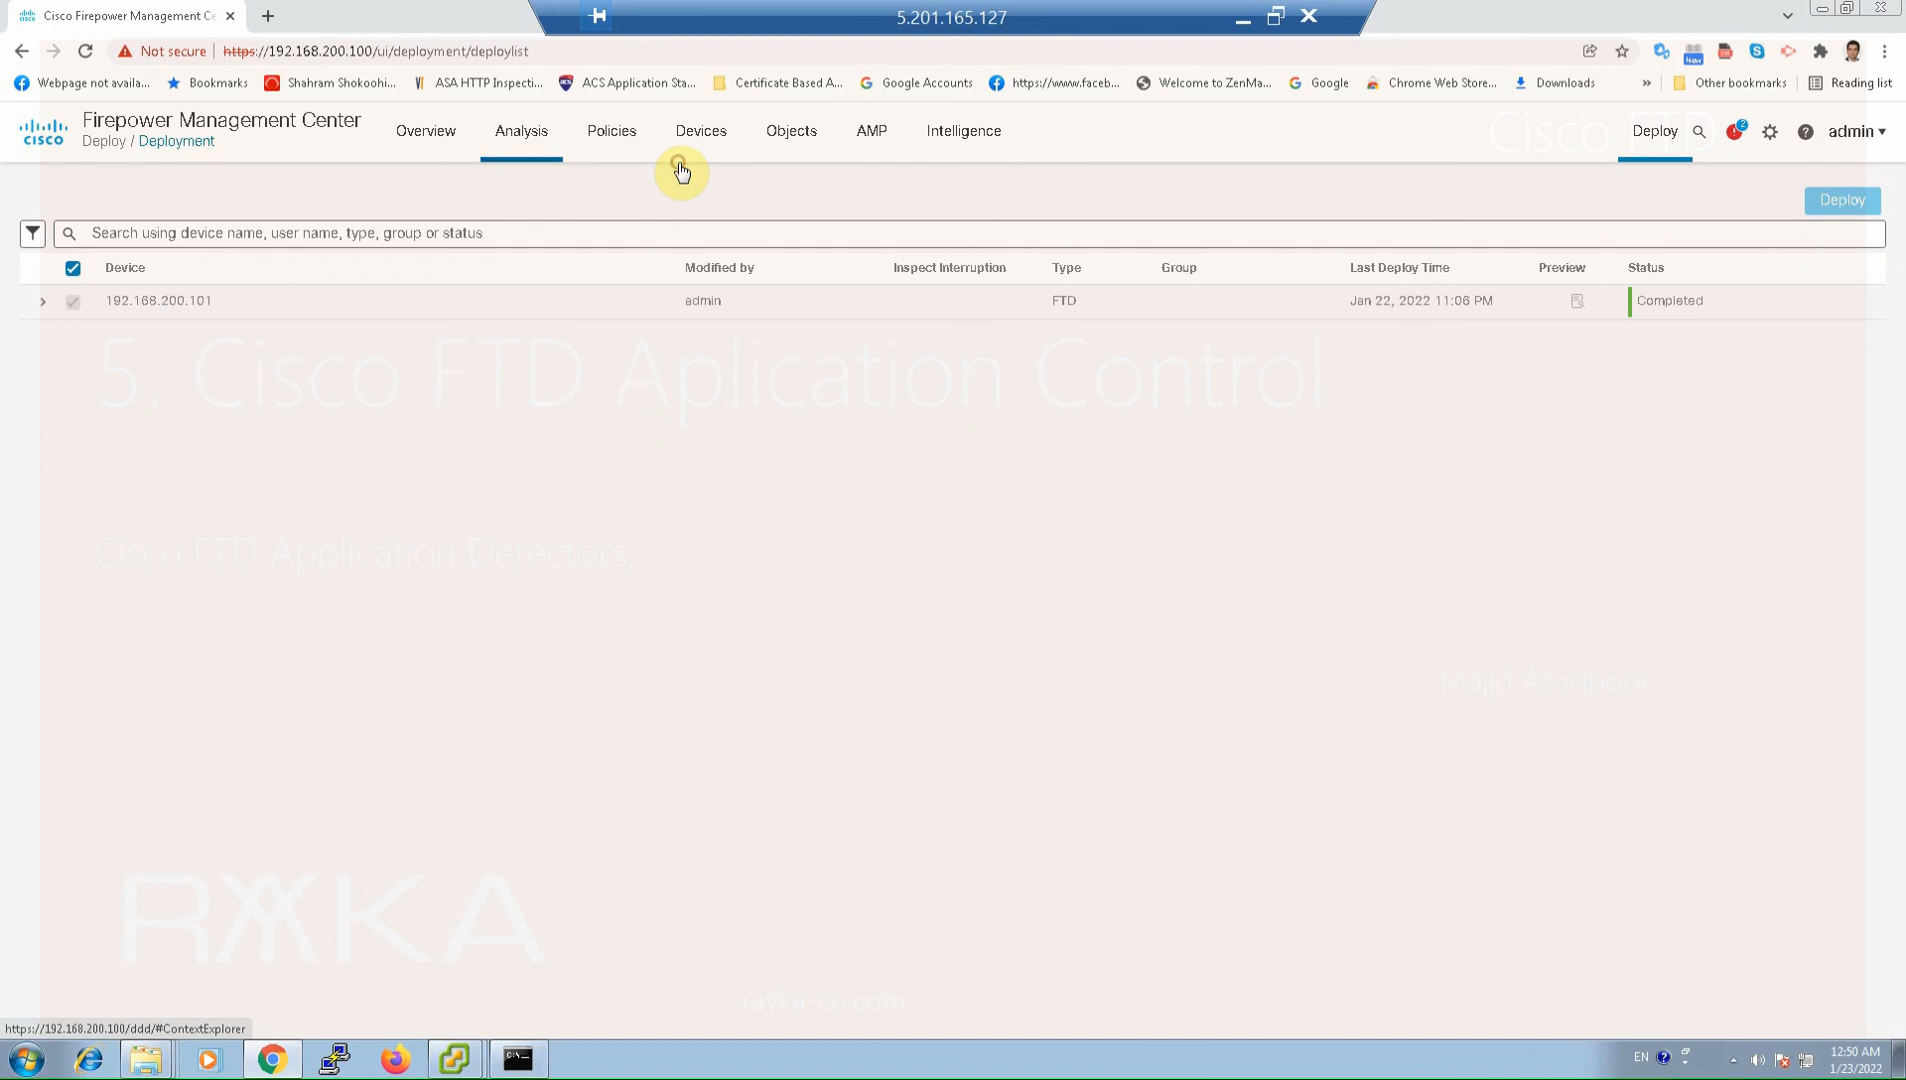 Cisco Firepower Management Ce
5.201.165.127
Not secure
https://192.168.200.100/ui/deployment/deploylist
Webpage not availa...
Bookmarks
Shahram Shokoohi...
ASA HTTP Inspecti...
ACS Application Sta...
Certificate Based A...
Google Accounts
https://www.faceb...
Welcome to ZenMa...
Google
Chrome Web Store...
Downloads
»
Other bookmarks
Reading list
New
cisco
Firepower Management Center
Deploy / Deployment
Overview
Analysis
Policies
Devices
Objects
AMP
Intelligence
Cisco FTD
Deploy
2
admin
Deploy
Search using device name, user name, type, group or status
Device
Modified by
Inspect Interruption
Type
Group
Last Deploy Time
Preview
Status
192.168.200.101
admin
FTD
Jan 22, 2022 11:06 PM
Completed
5. Cisco FTD Aplication Control
Cisco FTD Application Detectors,
Majid Asedpoor
RAYKA
rayka-co.com
https://192.168.200.100/ddd/#ContextExplorer
EN
12:50 AM
1/23/2022